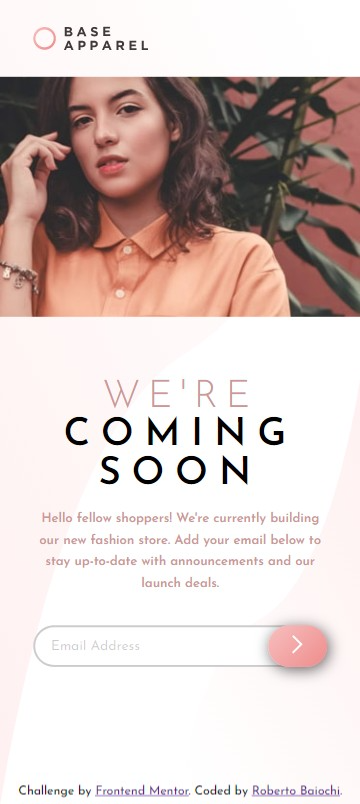 BASE
APPAREL
WE'RE
COMING
SOON
Hello fellow shoppers! We're currently building
our new fashion store. Add your email below to
stay up-to-date with announcements and our
launch deals.
Email Address
Challenge by Frontend Mentor. Coded by Roberto Baiochi.